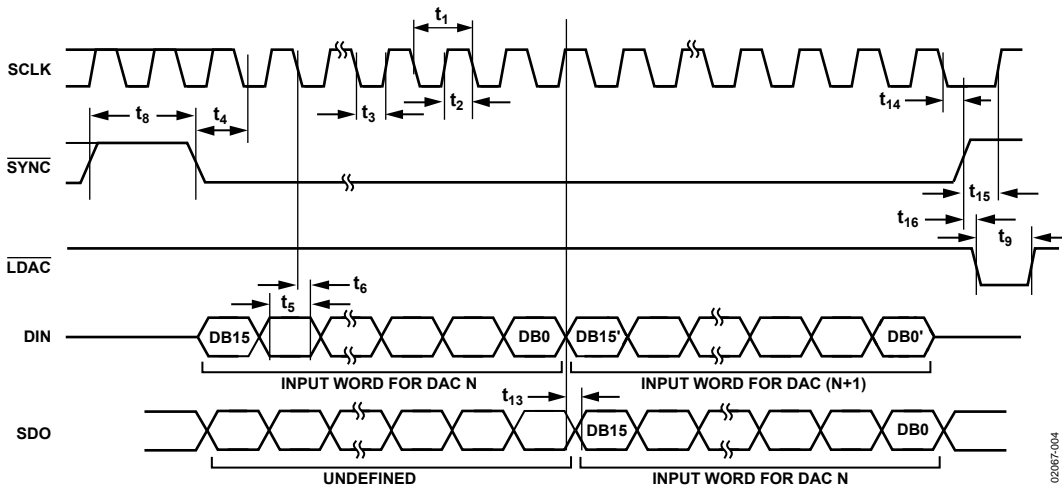 t1
SCLK
t3
t2
t14
t8
t4
SYNC
t15
t16
t9
LDAC
t6
t5
DIN
DB15
DB0
DB15'
DB0'
INPUT WORD FOR DAC N
INPUT WORD FOR DAC (N+1)
t13
SDO
DB15
DB0
UNDEFINED
INPUT WORD FOR DAC N
02067-004